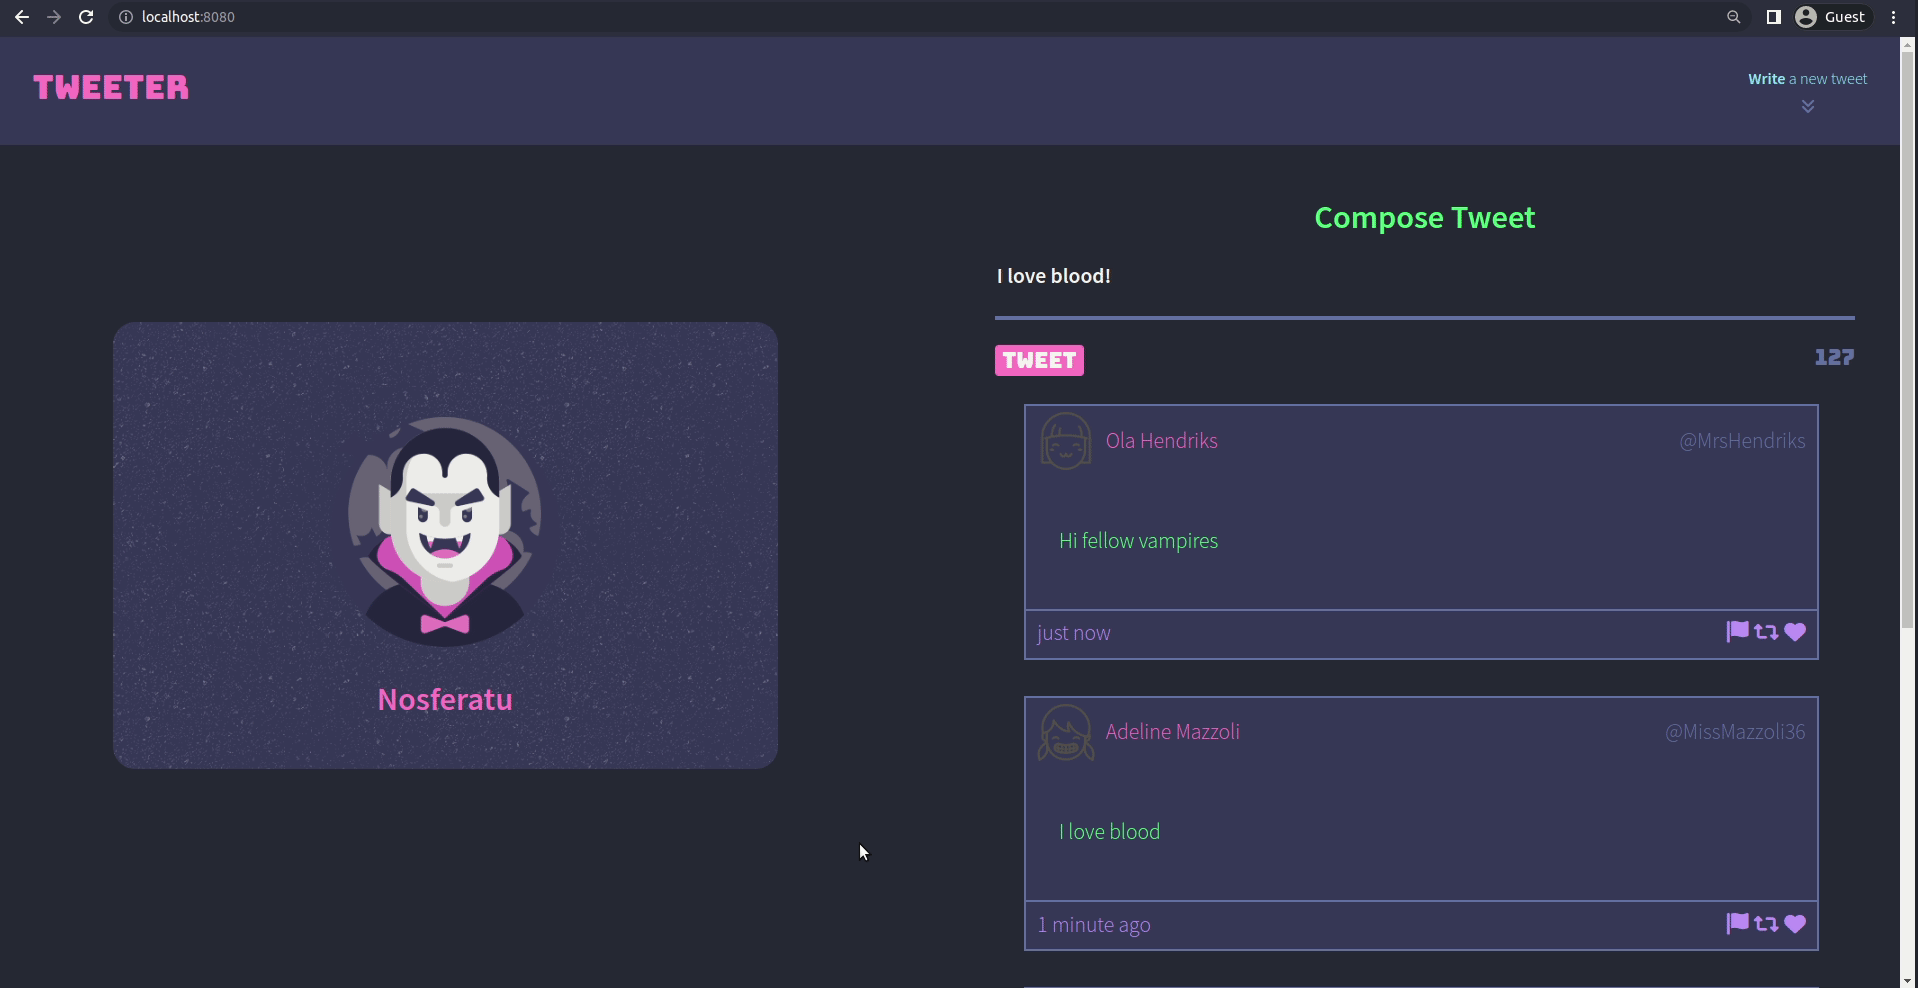 localhost:8080
Guest
TWEETER
Write a new tweet
Compose Tweet
I love blood!
TWEET
127
Nosferatu
Ola Hendriks
@MrsHendriks
Hi fellow vampires
just now
Adeline Mazzoli
@MissMazzoli36
I love blood
1 minute ago